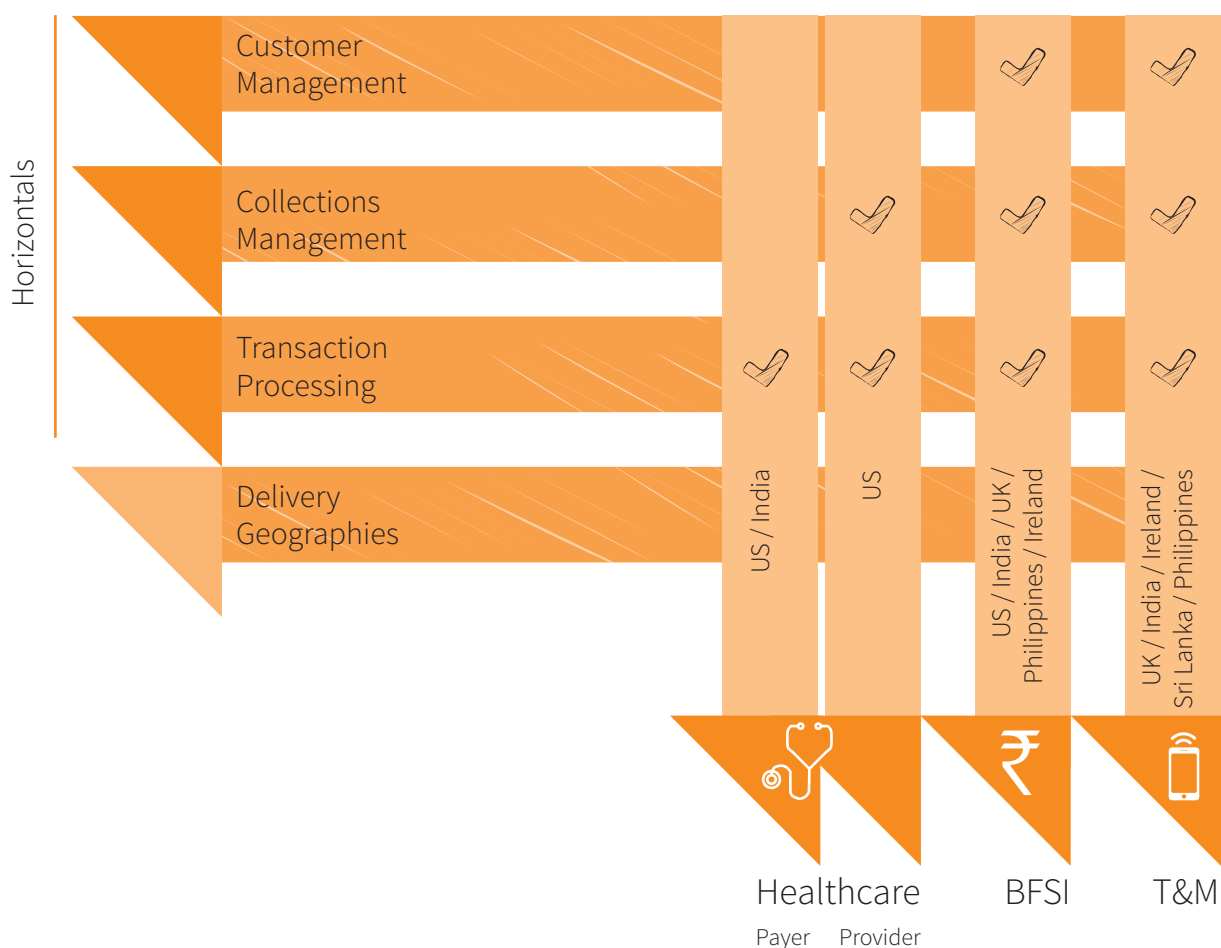 Horizontals
Customer
Management
Collections
Management
Transaction
Processing
Delivery
Geographies
US / India
US
US / India / UK /
Philippines / Ireland
UK / India / Ireland /
Sri Lanka / Philippines
₹
Healthcare
BFSI
T&M
Payer
Provider